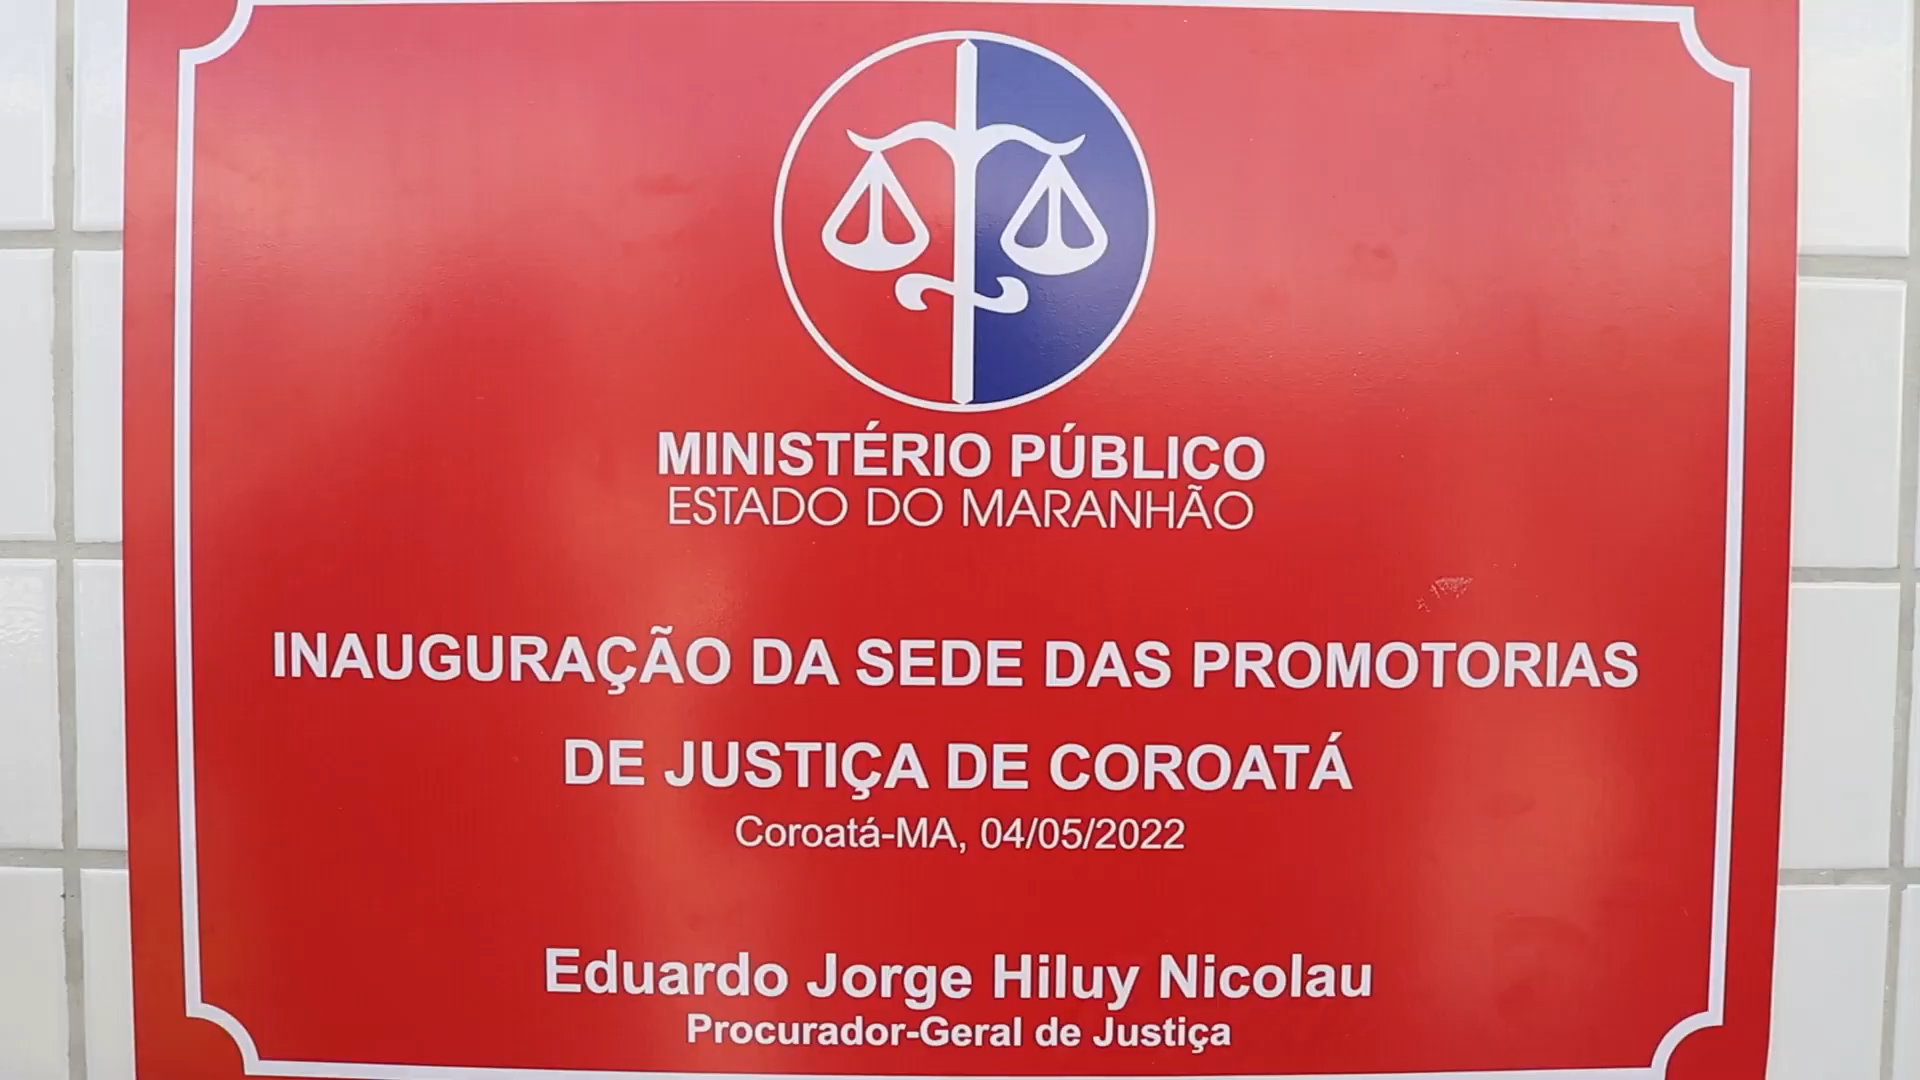 MINISTÉRIO PÚBLICO
ESTADO DO MARANHÃO
INAUGURAÇÃO DA SEDE DAS PROMOTORIAS
DE JUSTIÇA DE COROATÁ
Coroatá-MA, 04/05/2022
Eduardo Jorge Hiluy Nicolau
Procurador-Geral de Justiça